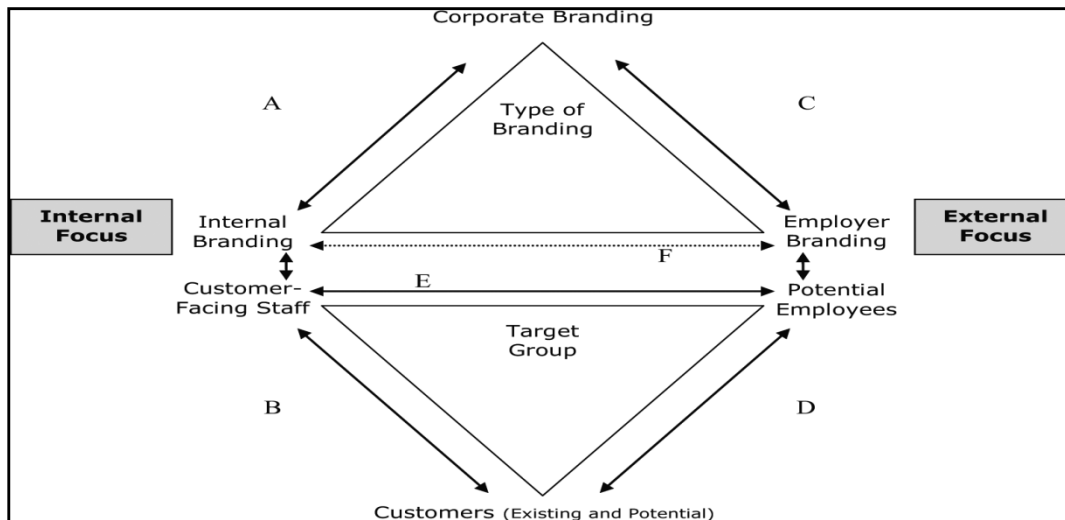 Corporate Branding
A
C
Type of
Branding
Internal
Focus
Internal
Branding
Employer
Branding
External
Focus
F
E
Customer-
Facing Staff
Potential
Employees
Target
Group
B
D
Customers (Existing and Potential)